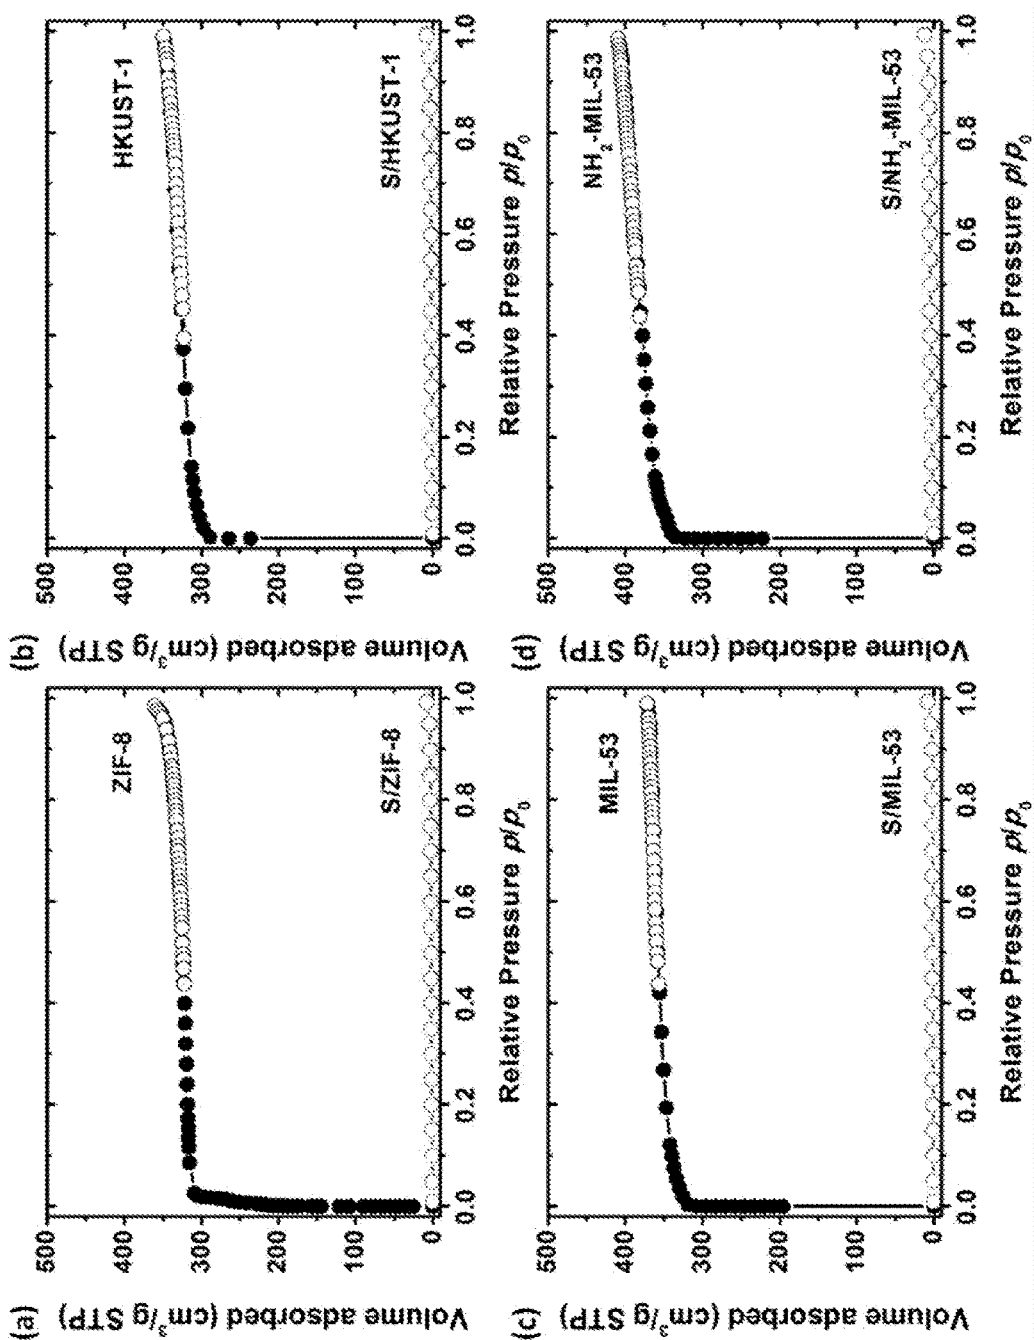 (a)
Volume adsorbed (cm³/g STP)
500
400
300
200
100
0
ZIF-8
S/ZIF-8
0.0 0.2 0.4 0.6 0.8 1.0
Relative Pressure p/p₀
(b)
Volume adsorbed (cm³/g STP)
500
400
300
200
100
0
HKUST-1
S/HKUST-1
0.0 0.2 0.4 0.6 0.8 1.0
Relative Pressure p/p₀
(c)
Volume adsorbed (cm³/g STP)
500
400
300
200
100
0
MIL-53
S/MIL-53
0.0 0.2 0.4 0.6 0.8 1.0
Relative Pressure p/p₀
(d)
Volume adsorbed (cm³/g STP)
500
400
300
200
100
0
NH₂-MIL-53
S/NH₂-MIL-53
0.0 0.2 0.4 0.6 0.8 1.0
Relative Pressure p/p₀